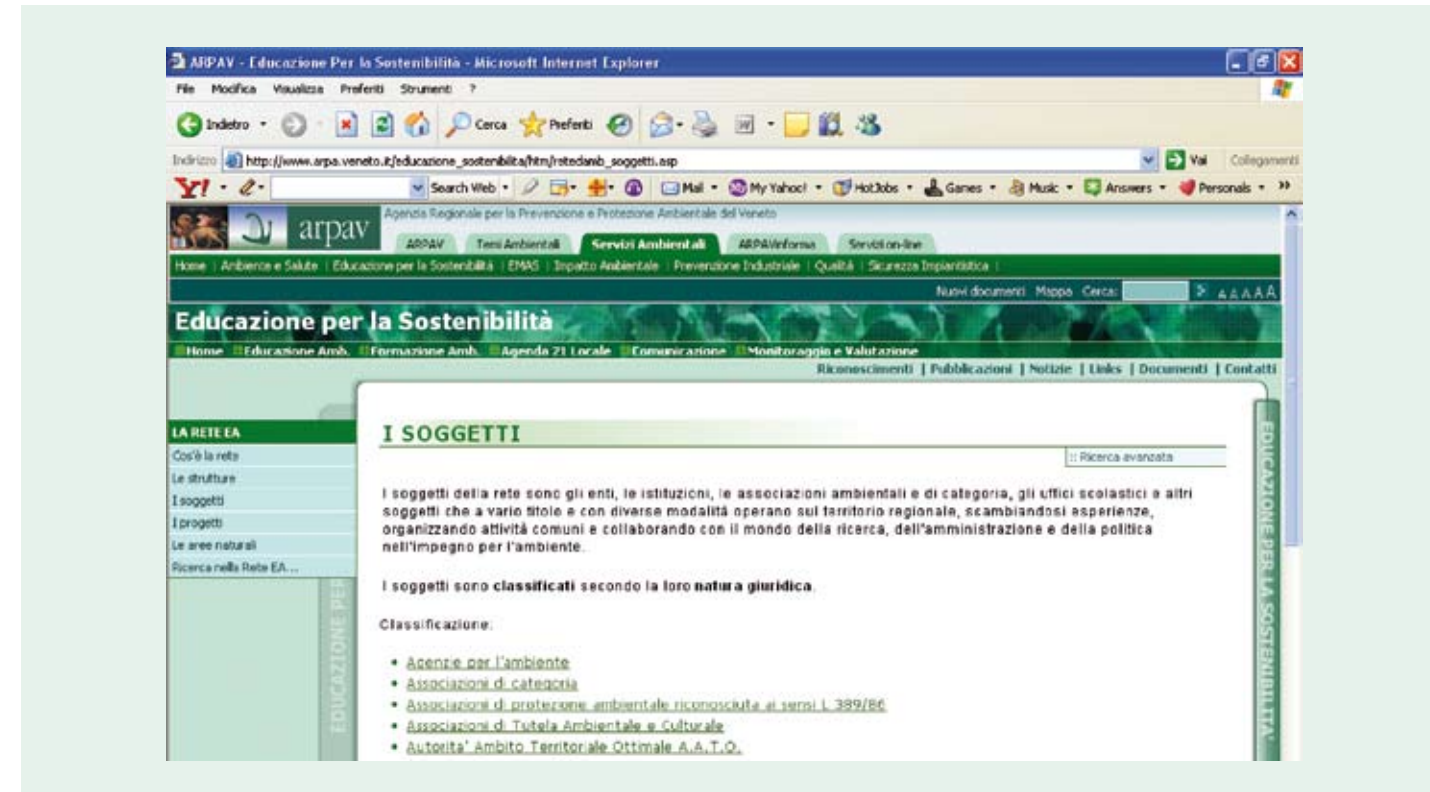 ARPAV - Educazione Per la Sostenibilità - Microsoft Internet Explorer
File Modifica Visualizza Preferiti Strumenti ?
Indietro Cerca Preferiti
Indirizzo http://www.arpa.veneto.it/educazione_sostenibilita/htm/retedamb_soggetti.asp Vai Collegamenti
Y! Search Web Mail My Yahoo! HotJobs Games Music Answers Personals »
arpav Agenzia Regionale per la Prevenzione e Protezione Ambientale del Veneto
ARPAV Temi Ambientali Servizi Ambientali ARPAVinforma Servizi on-line
Home | Ambiente e Salute | Educazione per la Sostenibilità | EMAS | Impatto Ambientale | Prevenzione Industriale | Qualità | Sicurezza Impiantistica |
Nuovi documenti Mappa Cerca: > A A A A A
Educazione per la Sostenibilità
Home Educazione Amb. Formazione Amb. Agenda 21 Locale Comunicazione Monitoraggio e Valutazione
Riconoscimenti | Pubblicazioni | Notizie | Links | Documenti | Contatti
LA RETE EA
Cos'è la rete
Le strutture
I soggetti
I progetti
Le aree naturali
Ricerca nella Rete EA...
EDUCAZIONE PER
I SOGGETTI
:: Ricerca avanzata
I soggetti della rete sono gli enti, le istituzioni, le associazioni ambientali e di categoria, gli uffici scolastici e altri
soggetti che a vario titolo e con diverse modalità operano sul territorio regionale, scambiandosi esperienze,
organizzando attività comuni e collaborando con il mondo della ricerca, dell'amministrazione e della politica
nell'impegno per l'ambiente.
I soggetti sono classificati secondo la loro natura giuridica.
Classificazione:
• Agenzie per l'ambiente
• Associazioni di categoria
• Associazioni di protezione ambientale riconosciuta ai sensi L 389/86
• Associazioni di Tutela Ambientale e Culturale
• Autorita' Ambito Territoriale Ottimale A.A.T.O.
EDUCAZIONE PER LA SOSTENIBILITA'